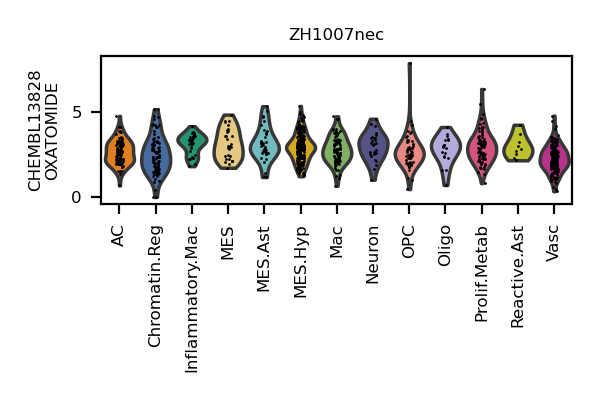 ZH1007nec
CHEMBL13828
OXATOMIDE
5
0
AC
Chromatin.Reg
Inflammatory.Mac
MES
MES.Ast
MES.Hyp
Mac
Neuron
OPC
Oligo
Prolif.Metab
Reactive.Ast
Vasc